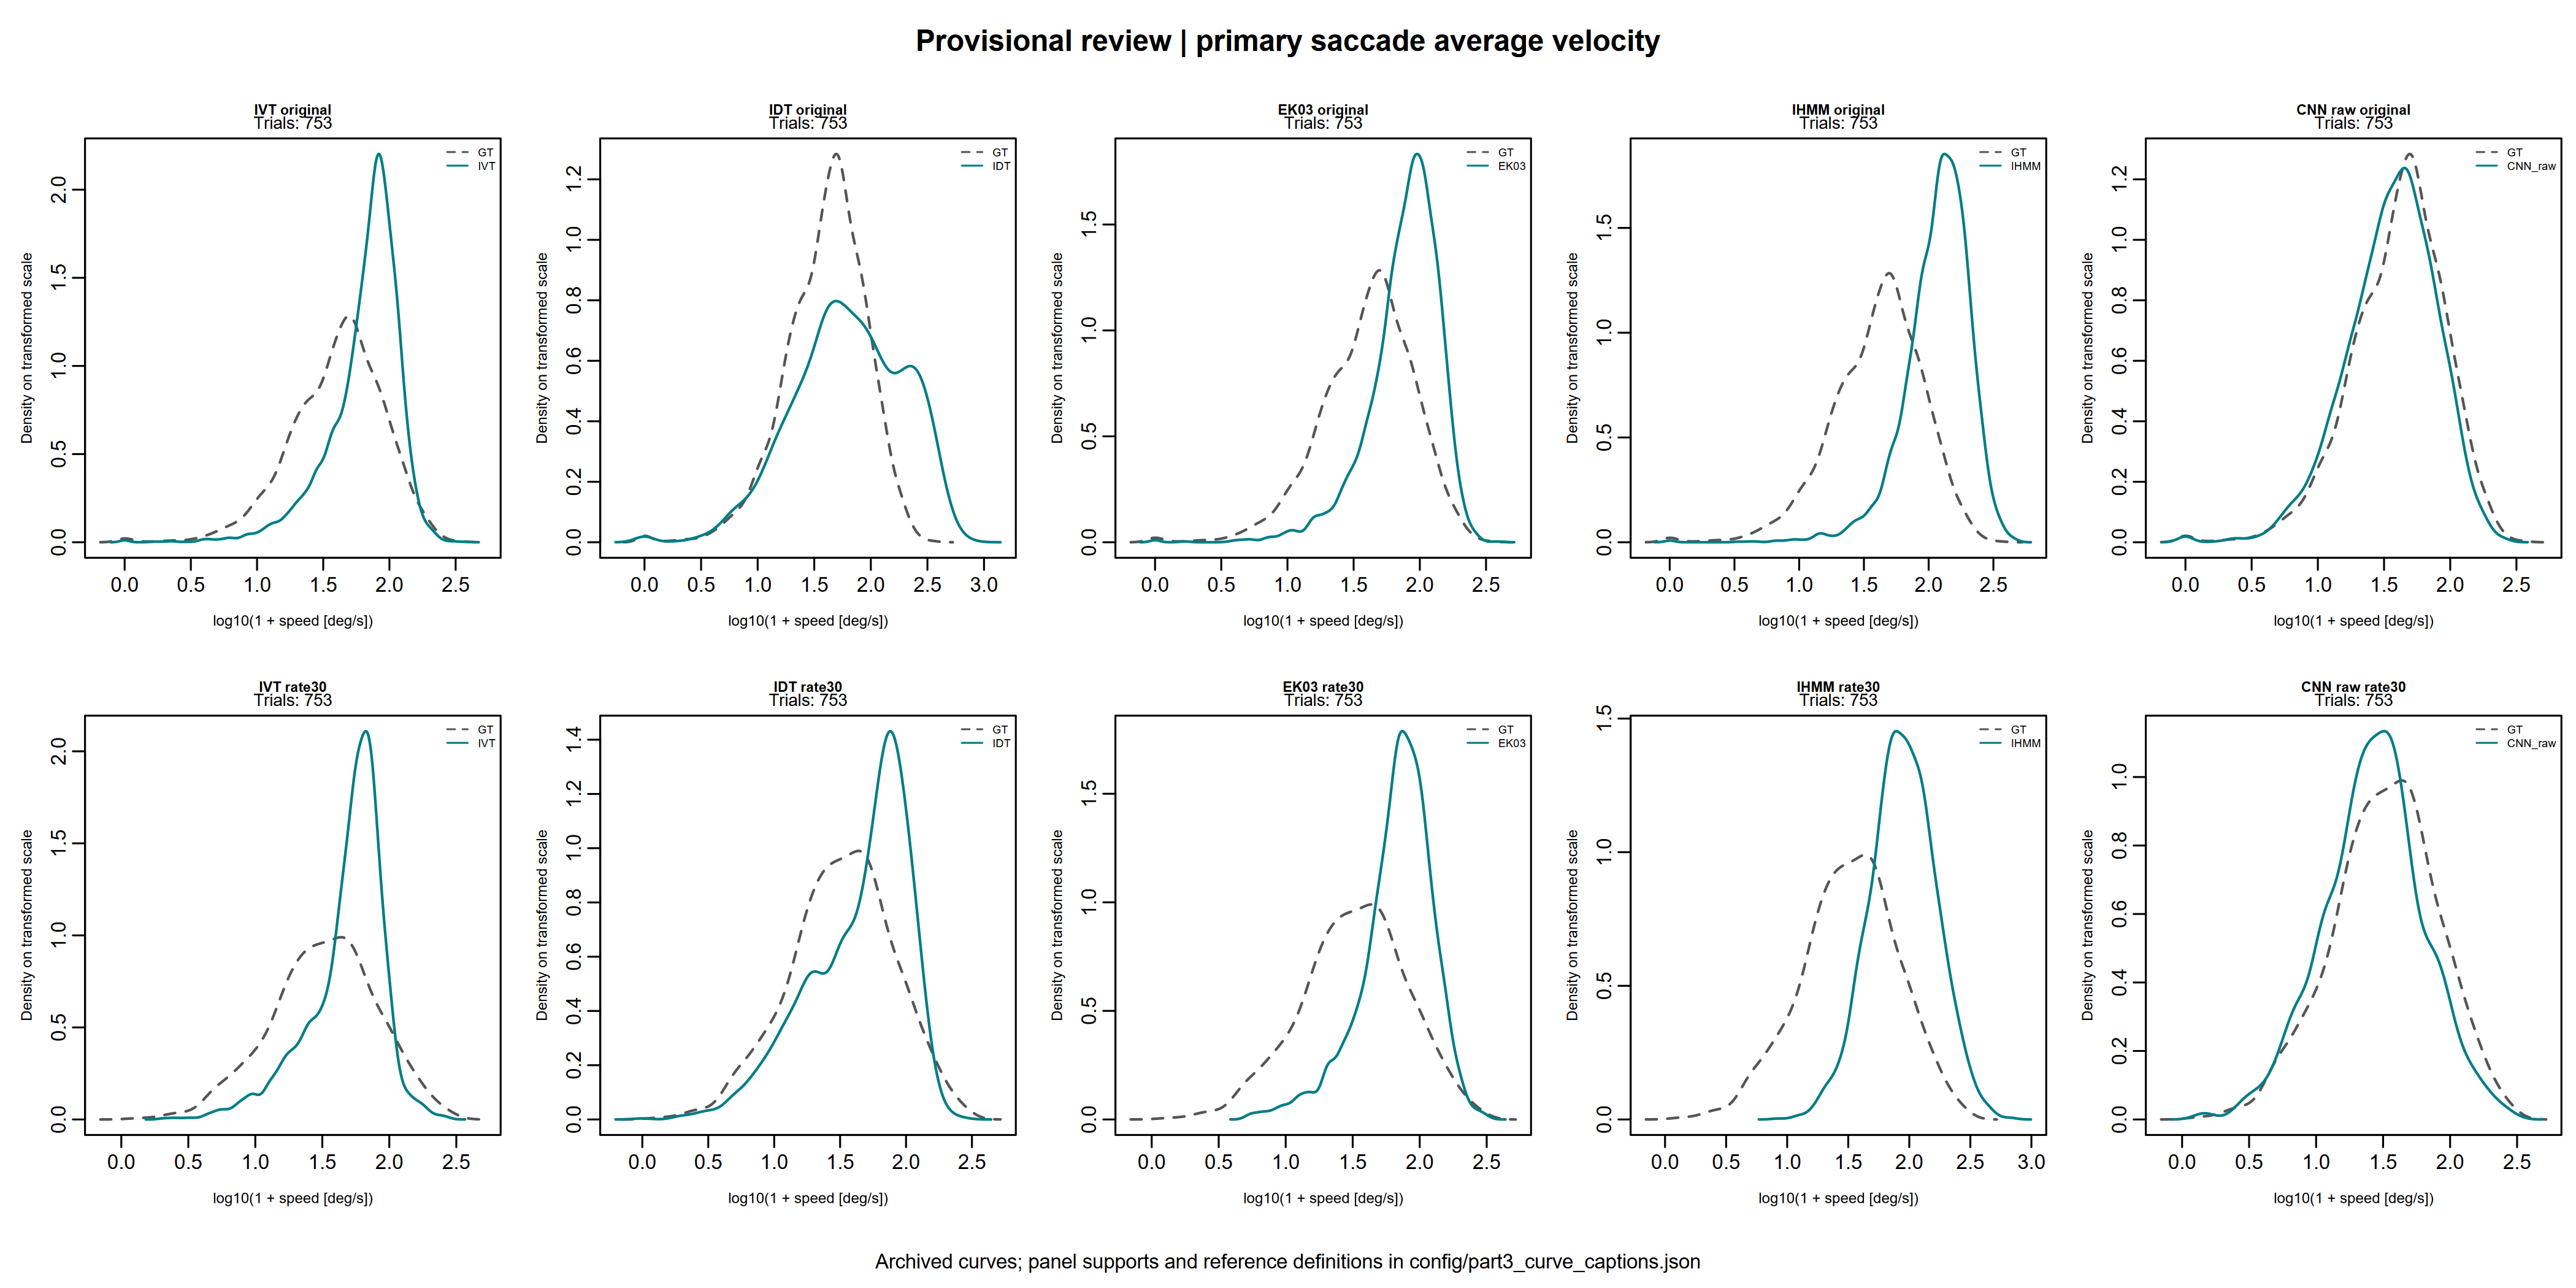 Provisional review | primary saccade average velocity
IVT original
Trials: 753
GT
IVT
Density on transformed scale
0.0 0.5 1.0 1.5 2.0
0.0 0.5 1.0 1.5 2.0 2.5
log10(1 + speed [deg/s])
IDT original
Trials: 753
GT
IDT
Density on transformed scale
0.0 0.2 0.4 0.6 0.8 1.0 1.2
0.0 0.5 1.0 1.5 2.0 2.5 3.0
log10(1 + speed [deg/s])
EK03 original
Trials: 753
GT
EK03
Density on transformed scale
0.0 0.5 1.0 1.5
0.0 0.5 1.0 1.5 2.0 2.5
log10(1 + speed [deg/s])
IHMM original
Trials: 753
GT
IHMM
Density on transformed scale
0.0 0.5 1.0 1.5
0.0 0.5 1.0 1.5 2.0 2.5
log10(1 + speed [deg/s])
CNN raw original
Trials: 753
GT
CNN_raw
Density on transformed scale
0.0 0.2 0.4 0.6 0.8 1.0 1.2
0.0 0.5 1.0 1.5 2.0 2.5
log10(1 + speed [deg/s])
IVT rate30
Trials: 753
GT
IVT
Density on transformed scale
0.0 0.5 1.0 1.5 2.0
0.0 0.5 1.0 1.5 2.0 2.5
log10(1 + speed [deg/s])
IDT rate30
Trials: 753
GT
IDT
Density on transformed scale
0.0 0.2 0.4 0.6 0.8 1.0 1.2 1.4
0.0 0.5 1.0 1.5 2.0 2.5
log10(1 + speed [deg/s])
EK03 rate30
Trials: 753
GT
EK03
Density on transformed scale
0.0 0.5 1.0 1.5
0.0 0.5 1.0 1.5 2.0 2.5
log10(1 + speed [deg/s])
IHMM rate30
Trials: 753
GT
IHMM
Density on transformed scale
0.0 0.5 1.0 1.5
0.0 0.5 1.0 1.5 2.0 2.5 3.0
log10(1 + speed [deg/s])
CNN raw rate30
Trials: 753
GT
CNN_raw
Density on transformed scale
0.0 0.2 0.4 0.6 0.8 1.0
0.0 0.5 1.0 1.5 2.0 2.5
log10(1 + speed [deg/s])
Archived curves; panel supports and reference definitions in config/part3_curve_captions.json